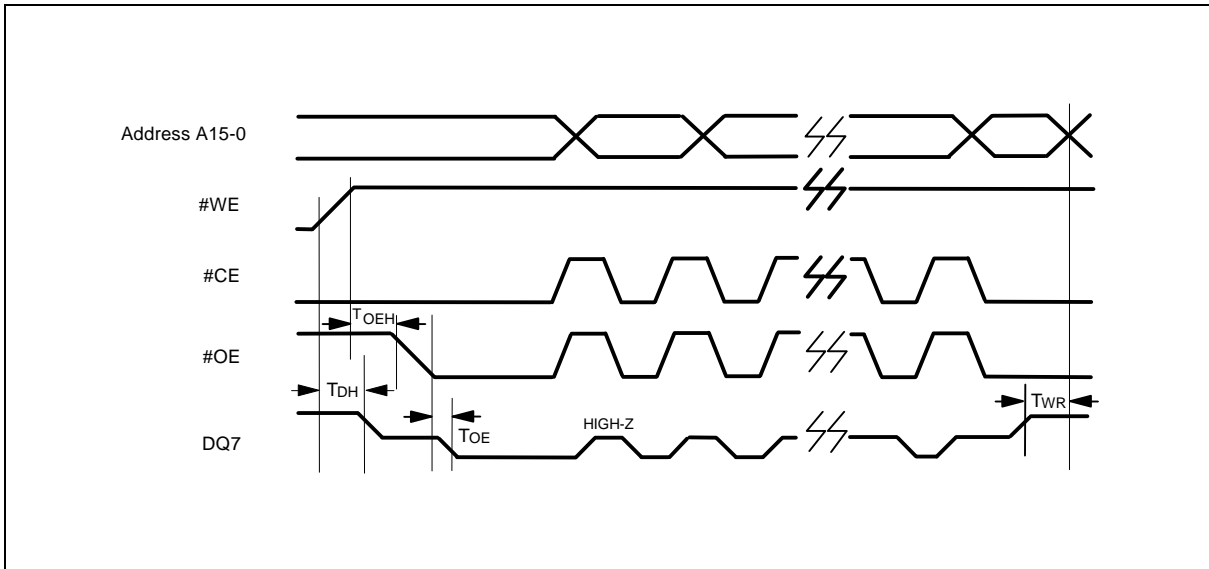 Address A15-0
#WE
#CE
TOEH
#OE
TDH
TWR
HIGH-Z
TOE
DQ7